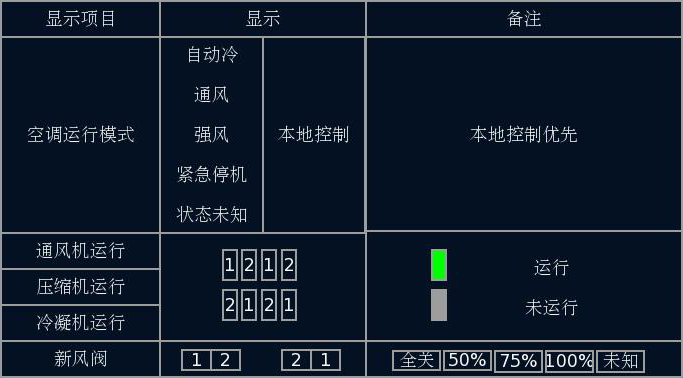 显示项目 显示 备注
自动冷
通风
空调运行模式 强风 本地控制 本地控制优先
紧急停机
状态未知
通风机运行
1 2 1 2 运行
压缩机运行
2 1 2 1 未运行
冷凝机运行
新风阀 1 2 2 1 全关 50% 75% 100% 未知